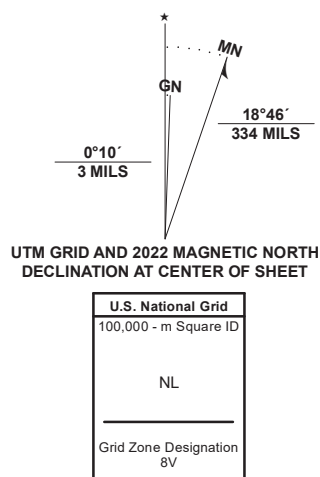 ★
MN
GN
18°46´
334 MILS
0°10´
3 MILS
UTM GRID AND 2022 MAGNETIC NORTH
DECLINATION AT CENTER OF SHEET
U.S. National Grid
100,000 - m Square ID
NL
Grid Zone Designation
8V